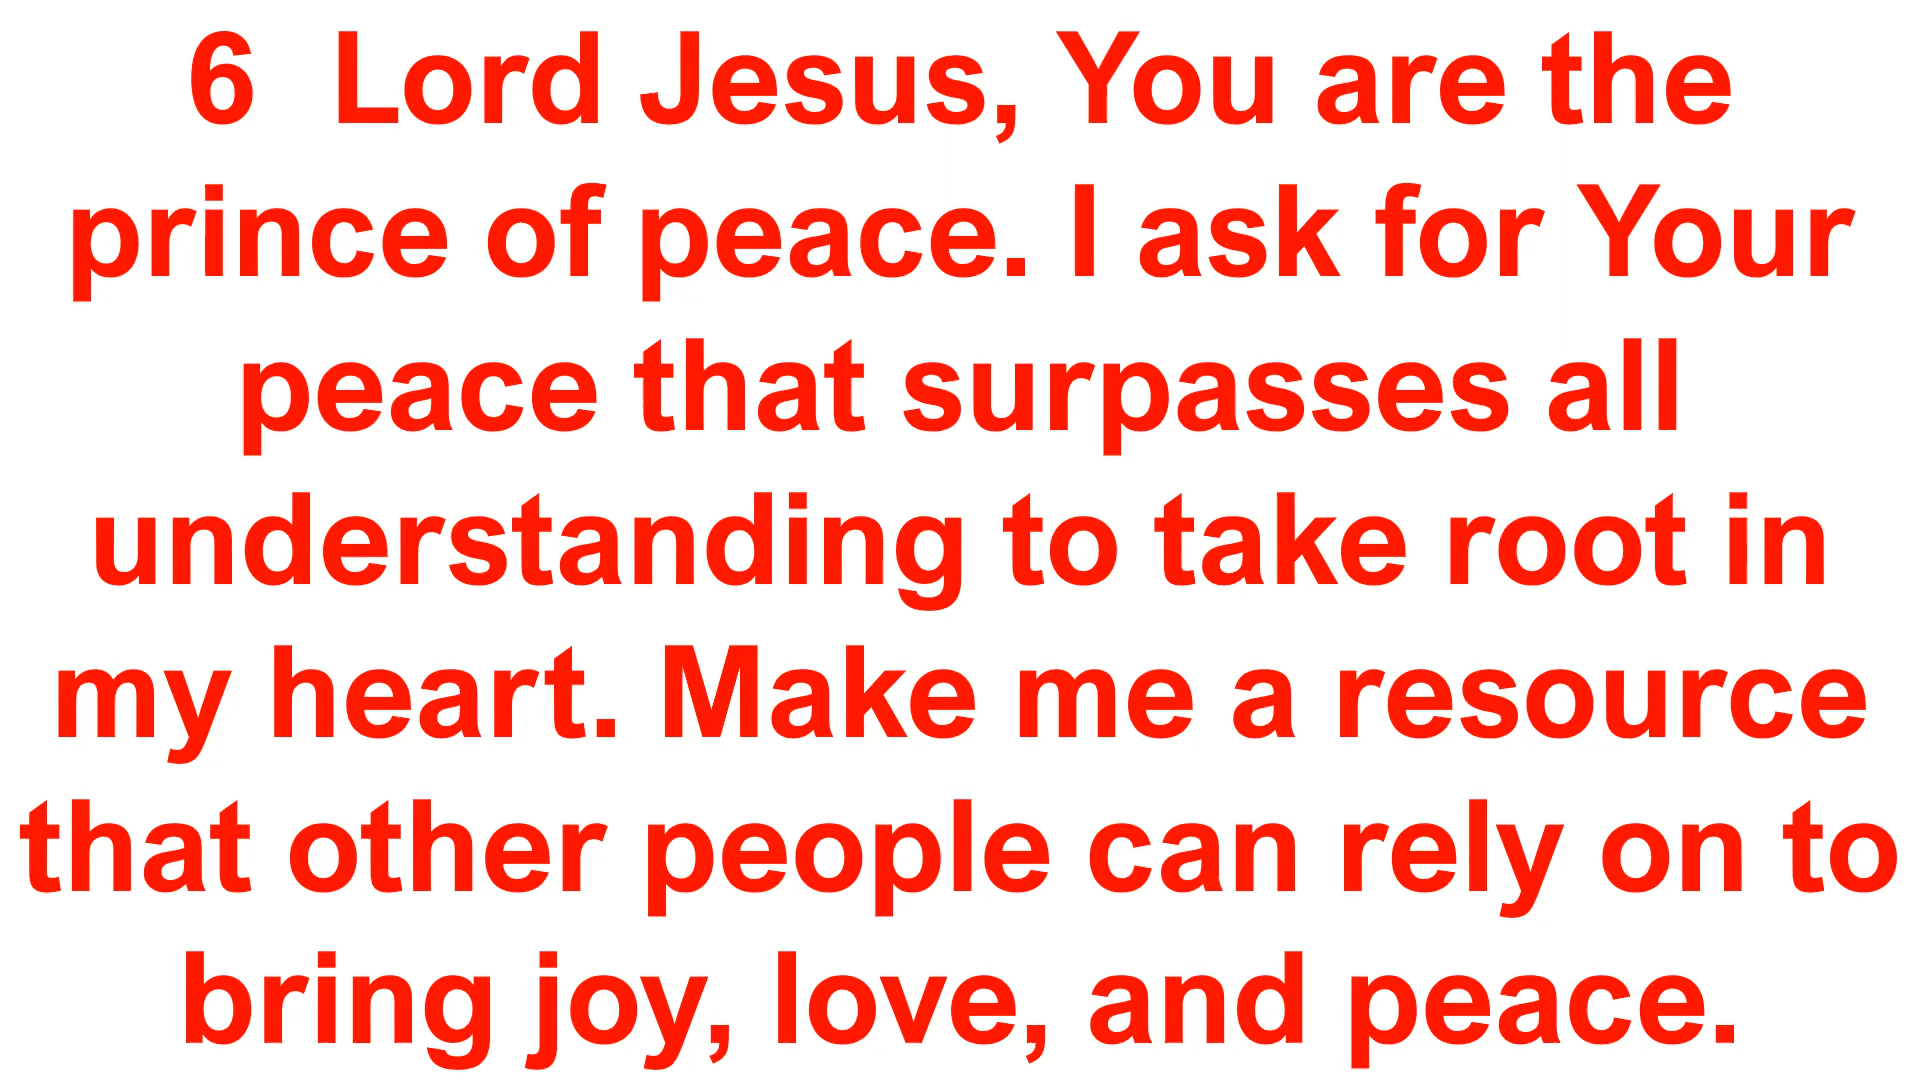 6  Lord Jesus, You are the
prince of peace. I ask for Your
peace that surpasses all
understanding to take root in
my heart. Make me a resource
that other people can rely on to
bring joy, love, and peace.